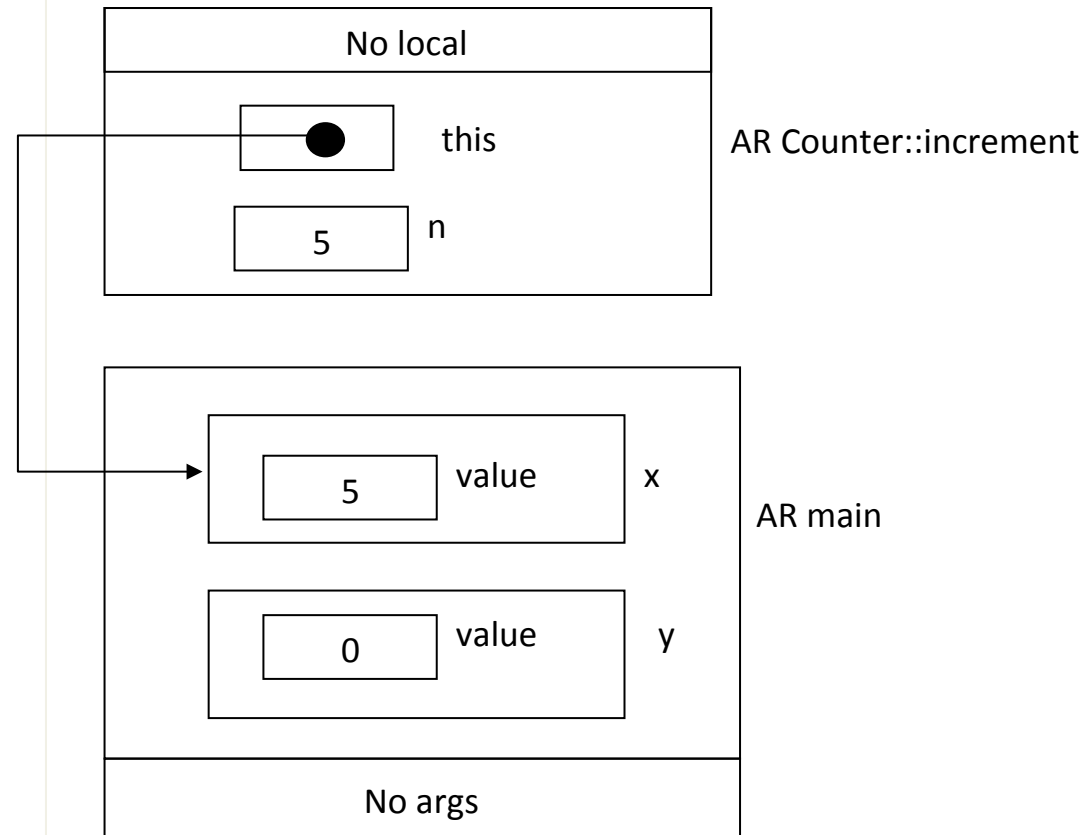 No local
this
AR Counter::increment
5
n
5
value
x
AR main
0
value
y
No args